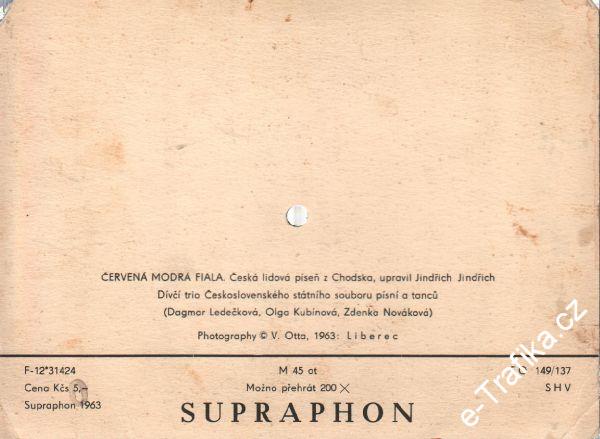 ČERVENÁ MODRÁ FIALA. Česká lidová píseň z Chodska, upravil Jindřich Jindřich
Dívčí trio Československého státního souboru písní a tanců
(Dagmar Ledečková, Olga Kubínová, Zdenka Nováková)
Photography © V. Otta, 1963: Liberec
F-12*31424 M 45 ot TO 149/137
Cena Kčs 5,– Možno přehrát 200 X SHV
Supraphon 1963
SUPRAPHON
e-Trafika.cz